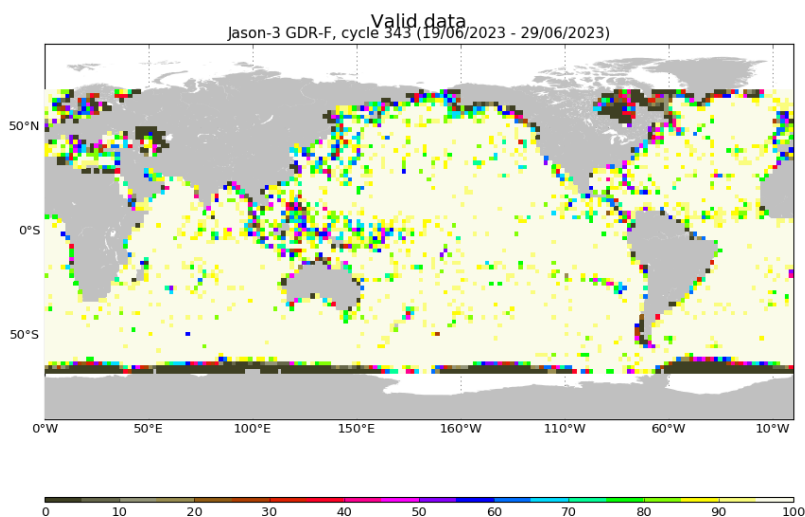 Valid data
Jason-3 GDR-F, cycle 343 (19/06/2023 - 29/06/2023)
50°N
0°S
50°S
0°W 50°E 100°E 150°E 160°W 110°W 60°W 10°W
0 10 20 30 40 50 60 70 80 90 100